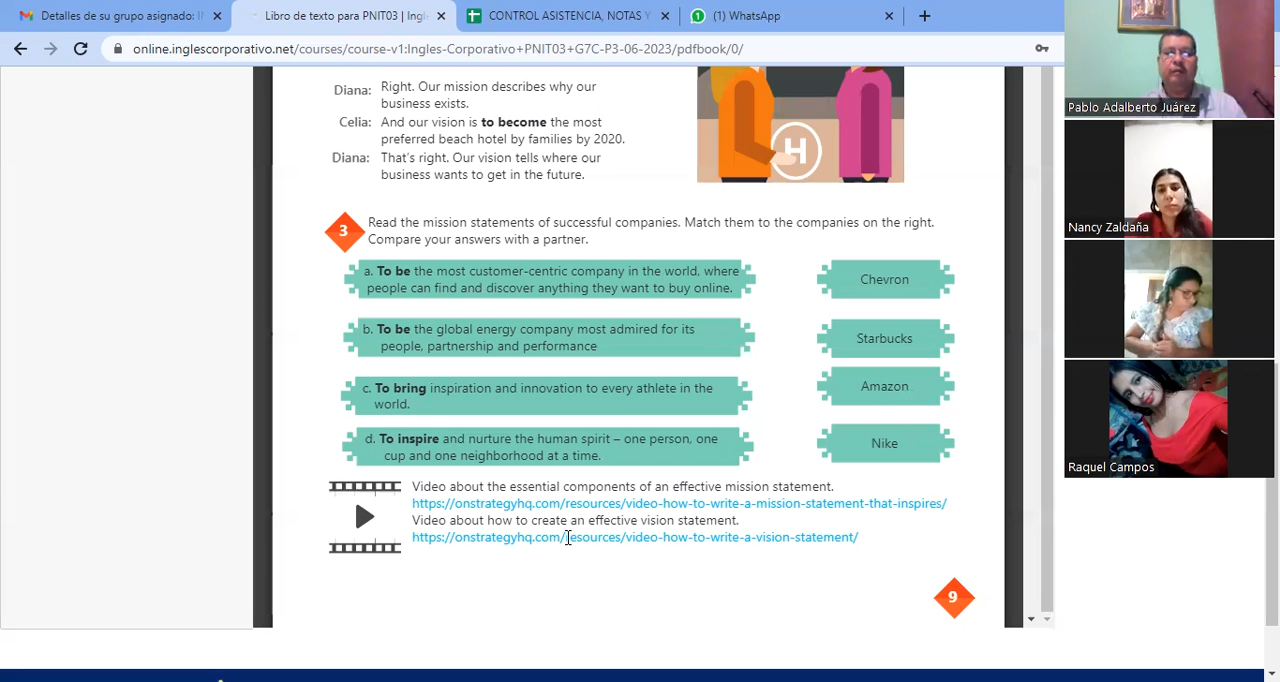 Detalles de su grupo asignado: IN
Libro de texto para PNIT03 | Ingl
CONTROL ASISTENCIA, NOTAS Y
(1) WhatsApp
online.inglescorporativo.net/courses/course-v1:Ingles-Corporativo+PNIT03+G7C-P3-06-2023/pdfbook/0/
Diana: Right. Our mission describes why our
business exists.
Celia: And our vision is to become the most
preferred beach hotel by families by 2020.
Diana: That's right. Our vision tells where our
business wants to get in the future.
H
3
Read the mission statements of successful companies. Match them to the companies on the right.
Compare your answers with a partner.
a. To be the most customer-centric company in the world, where
people can find and discover anything they want to buy online.
Chevron
b. To be the global energy company most admired for its
people, partnership and performance
Starbucks
c. To bring inspiration and innovation to every athlete in the
world.
Amazon
d. To inspire and nurture the human spirit – one person, one
cup and one neighborhood at a time.
Nike
Video about the essential components of an effective mission statement.
https://onstrategyhq.com/resources/video-how-to-write-a-mission-statement-that-inspires/
Video about how to create an effective vision statement.
https://onstrategyhq.com/resources/video-how-to-write-a-vision-statement/
9
Pablo Adalberto Juárez
Nancy Zaldaña
Raquel Campos